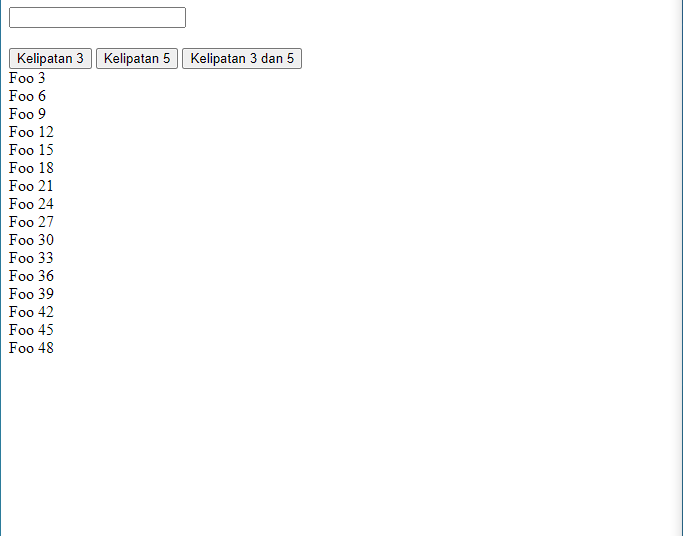 Kelipatan 3 Kelipatan 5 Kelipatan 3 dan 5
Foo 3
Foo 6
Foo 9
Foo 12
Foo 15
Foo 18
Foo 21
Foo 24
Foo 27
Foo 30
Foo 33
Foo 36
Foo 39
Foo 42
Foo 45
Foo 48